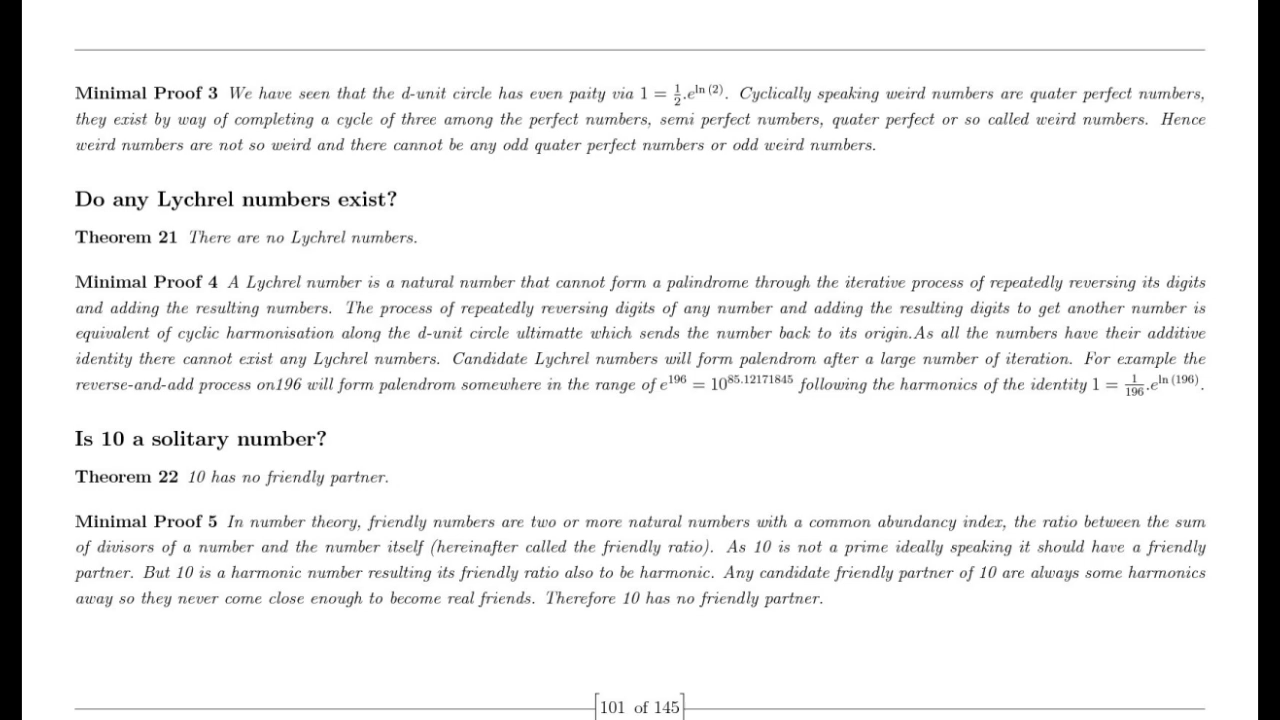 Minimal Proof 3 We have seen that the d-unit circle has even paity via 1 = 1/2.e^ln (2). Cyclically speaking weird numbers are quater perfect numbers,
they exist by way of completing a cycle of three among the perfect numbers, semi perfect numbers, quater perfect or so called weird numbers. Hence
weird numbers are not so weird and there cannot be any odd quater perfect numbers or odd weird numbers.
Do any Lychrel numbers exist?
Theorem 21 There are no Lychrel numbers.
Minimal Proof 4 A Lychrel number is a natural number that cannot form a palindrome through the iterative process of repeatedly reversing its digits
and adding the resulting numbers. The process of repeatedly reversing digits of any number and adding the resulting digits to get another number is
equivalent of cyclic harmonisation along the d-unit circle ultimatte which sends the number back to its origin.As all the numbers have their additive
identity there cannot exist any Lychrel numbers. Candidate Lychrel numbers will form palendrom after a large number of iteration. For example the
reverse-and-add process on196 will form palendrom somewhere in the range of e^196 = 10^85.12171845 following the harmonics of the identity 1 = 1/196.e^ln (196).
Is 10 a solitary number?
Theorem 22 10 has no friendly partner.
Minimal Proof 5 In number theory, friendly numbers are two or more natural numbers with a common abundancy index, the ratio between the sum
of divisors of a number and the number itself (hereinafter called the friendly ratio). As 10 is not a prime ideally speaking it should have a friendly
partner. But 10 is a harmonic number resulting its friendly ratio also to be harmonic. Any candidate friendly partner of 10 are always some harmonics
away so they never come close enough to become real friends. Therefore 10 has no friendly partner.
[101 of 145]